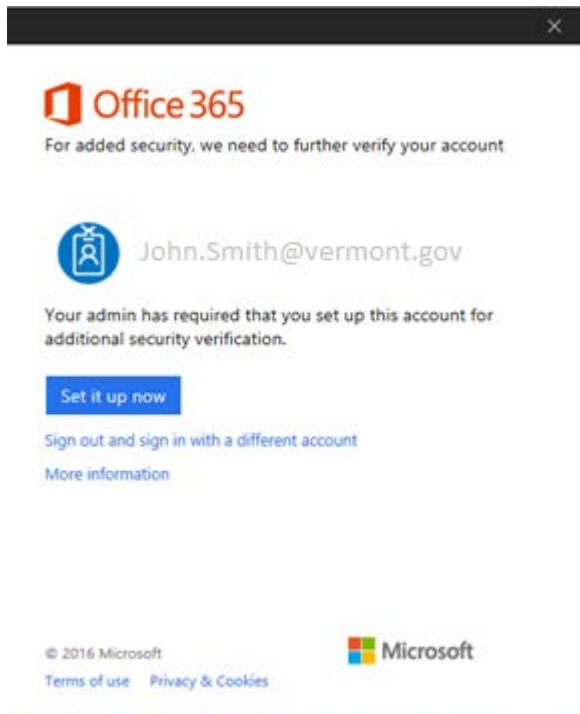 Office 365
For added security, we need to further verify your account
John.Smith@vermont.gov
Your admin has required that you set up this account for
additional security verification.
Set it up now
Sign out and sign in with a different account
More information
© 2016 Microsoft
Microsoft
Terms of use Privacy & Cookies